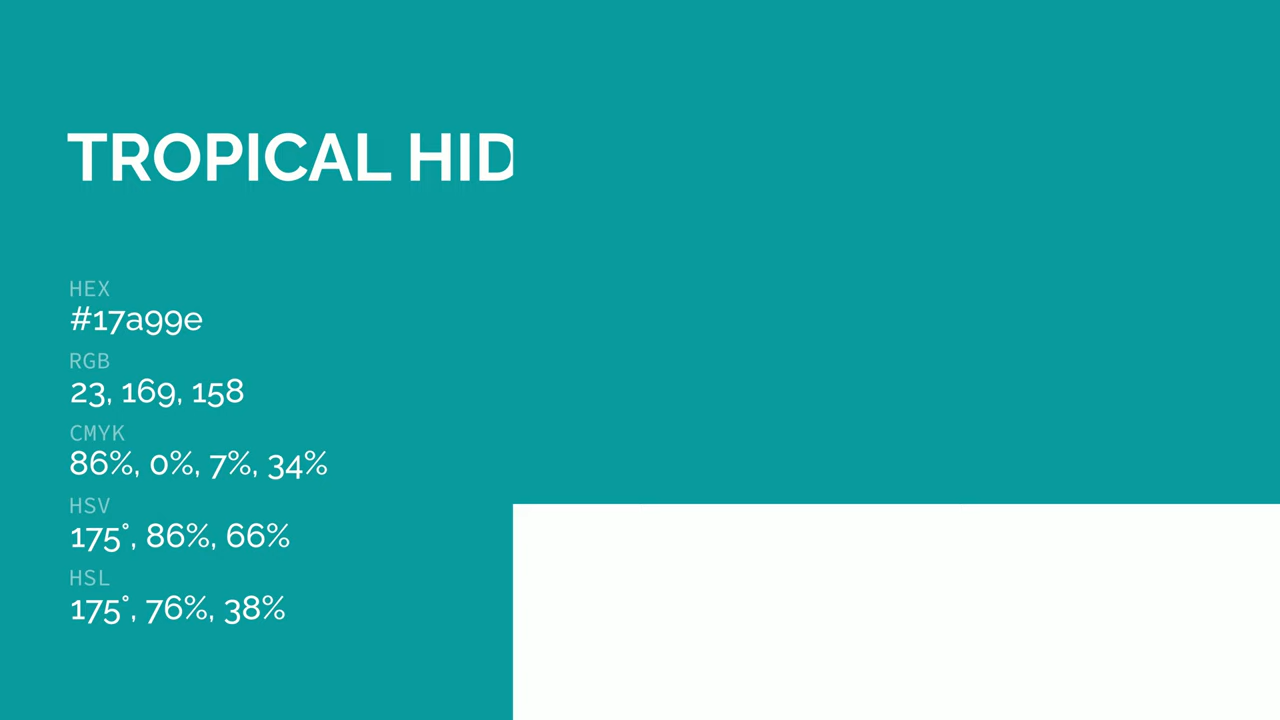 TROPICAL HID
HEX
#17a99e
RGB
23, 169, 158
CMYK
86%, 0%, 7%, 34%
HSV
175°, 86%, 66%
HSL
175°, 76%, 38%